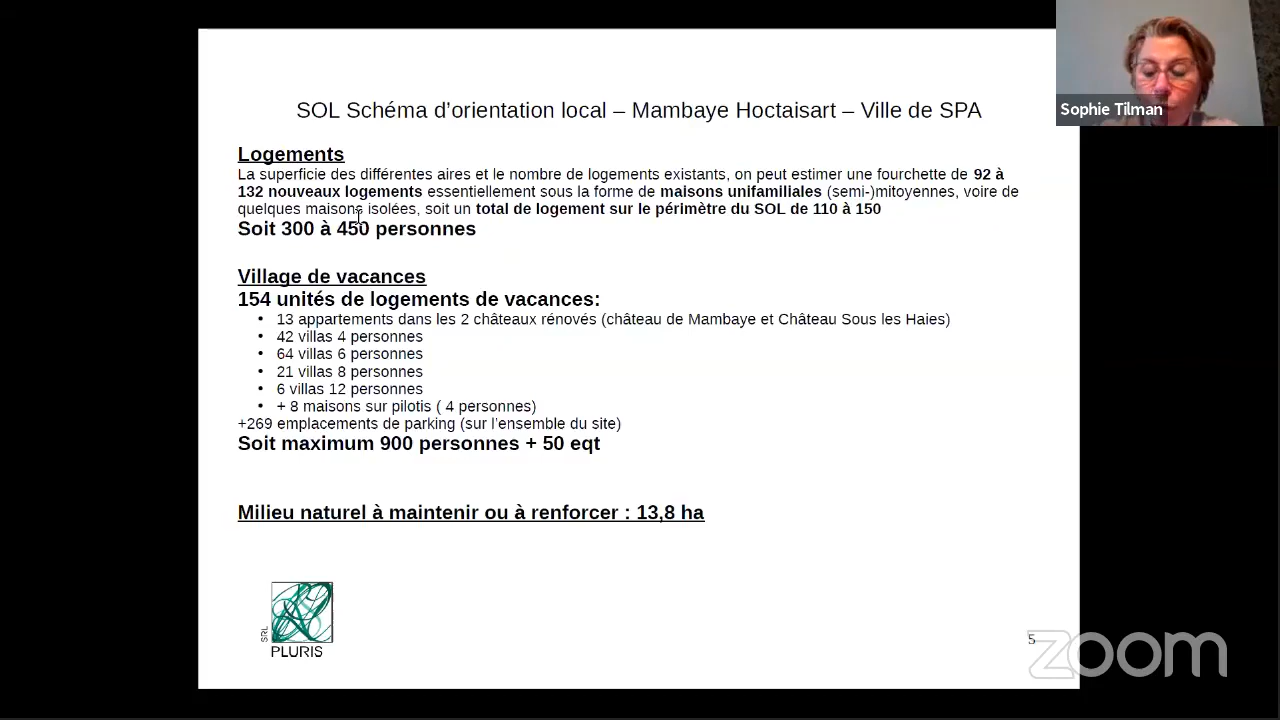 Sophie Tilman
SOL Schéma d'orientation local – Mambaye Hoctaisart – Ville de SPA
Logements
La superficie des différentes aires et le nombre de logements existants, on peut estimer une fourchette de 92 à
132 nouveaux logements essentiellement sous la forme de maisons unifamiliales (semi-)mitoyennes, voire de
quelques maisons isolées, soit un total de logement sur le périmètre du SOL de 110 à 150
Soit 300 à 450 personnes
Village de vacances
154 unités de logements de vacances:
• 13 appartements dans les 2 châteaux rénovés (château de Mambaye et Château Sous les Haies)
• 42 villas 4 personnes
• 64 villas 6 personnes
• 21 villas 8 personnes
• 6 villas 12 personnes
• + 8 maisons sur pilotis ( 4 personnes)
+269 emplacements de parking (sur l'ensemble du site)
Soit maximum 900 personnes + 50 eqt
Milieu naturel à maintenir ou à renforcer : 13,8 ha
SRL
PLURIS
5
zoom